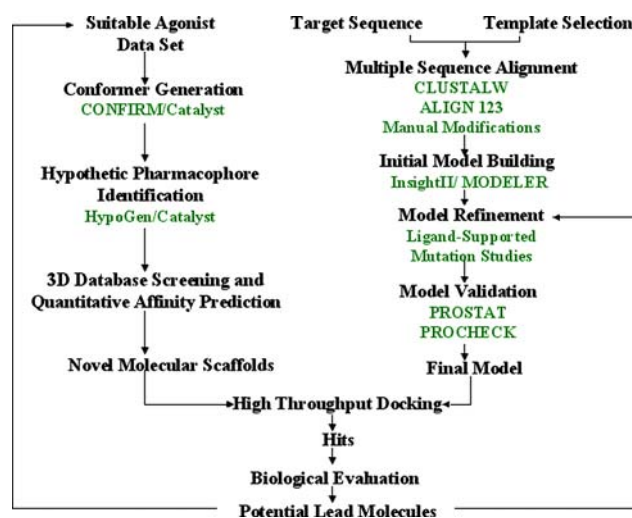 Suitable Agonist
Data Set
Conformer Generation
CONFIRM/Catalyst
Hypothetic Pharmacophore
Identification
HypoGen/Catalyst
3D Database Screening and
Quantitative Affinity Prediction
Novel Molecular Scaffolds
Target Sequence
Template Selection
Multiple Sequence Alignment
CLUSTALW
ALIGN 123
Manual Modifications
Initial Model Building
InsightII/ MODELER
Model Refinement
Ligand-Supported
Mutation Studies
Model Validation
PROSTAT
PROCHECK
Final Model
High Throughput Docking
Hits
Biological Evaluation
Potential Lead Molecules